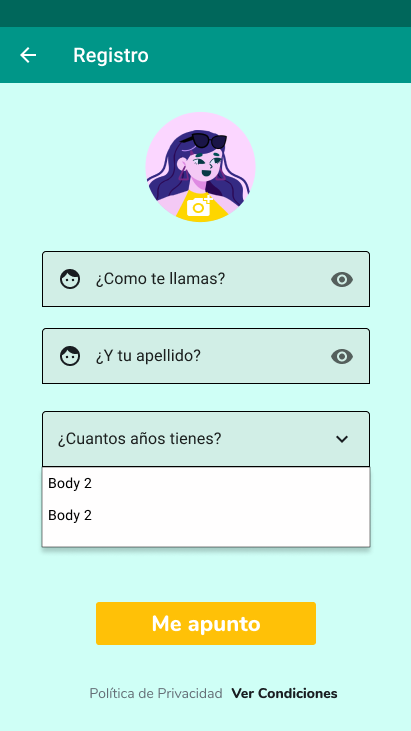 Registro
¿Como te llamas?
¿Y tu apellido?
¿Cuantos años tienes?
Body 2
Body 2
Me apunto
Política de Privacidad Ver Condiciones